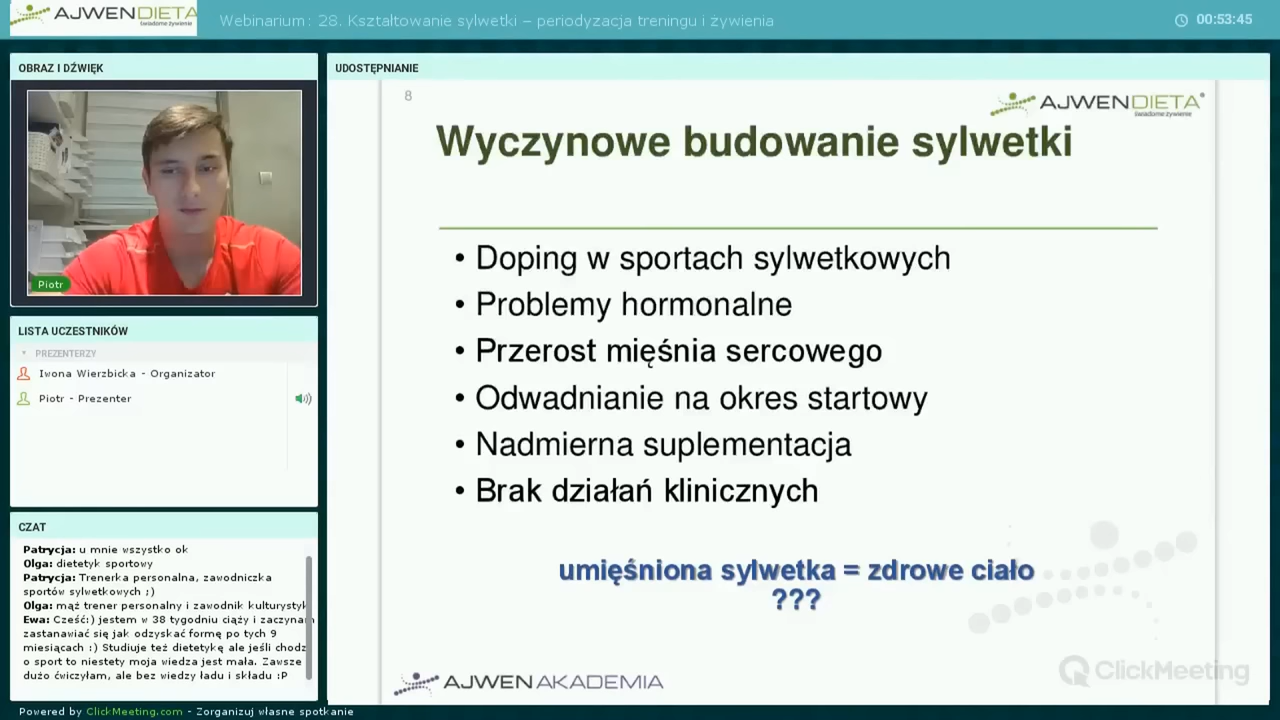 AJWENDIETA
świadome żywienie
Webinarium: 28. Kształtowanie sylwetki – periodyzacja treningu i żywienia
00:53:45
OBRAZ I DŹWIĘK
Piotr
LISTA UCZESTNIKÓW
PREZENTERZY
Iwona Wierzbicka - Organizator
Piotr - Prezenter
CZAT
Patrycja: u mnie wszystko ok
Olga: dietetyk sportowy
Patrycja: Trenerka personalna, zawodniczka
sportów sylwetkowych ;)
Olga: mąż trener personalny i zawodnik kulturystyk
Ewa: Cześć:) jestem w 38 tygodniu ciąży i zaczynam
zastanawiać się jak odzyskać formę po tych 9
miesiącach :) Studiuje też dietetykę ale jeśli chodz
o sport to niestety moja wiedza jest mała. Zawsze
dużo ćwiczyłam, ale bez wiedzy ładu i składu :P
UDOSTĘPNIANIE
8
AJWENDIETA
świadome żywienie
Wyczynowe budowanie sylwetki
• Doping w sportach sylwetkowych
• Problemy hormonalne
• Przerost mięśnia sercowego
• Odwadnianie na okres startowy
• Nadmierna suplementacja
• Brak działań klinicznych
umięśniona sylwetka = zdrowe ciało
???
AJWEN AKADEMIA
ClickMeeting
Powered by ClickMeeting.com - Zorganizuj własne spotkanie